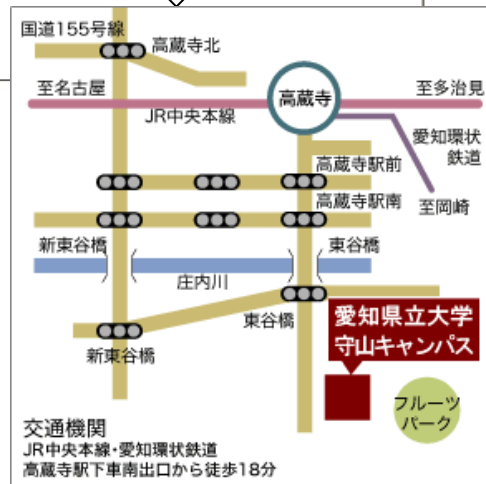 国道155号線
高蔵寺北
至名古屋
高蔵寺
至多治見
JR中央本線
愛知環状
鉄道
高蔵寺駅前
高蔵寺駅南
至岡崎
新東谷橋
東谷橋
庄内川
東谷橋
新東谷橋
愛知県立大学
守山キャンパス
フルーツ
パーク
交通機関
JR中央本線・愛知環状鉄道
高蔵寺駅下車南出口から徒歩18分